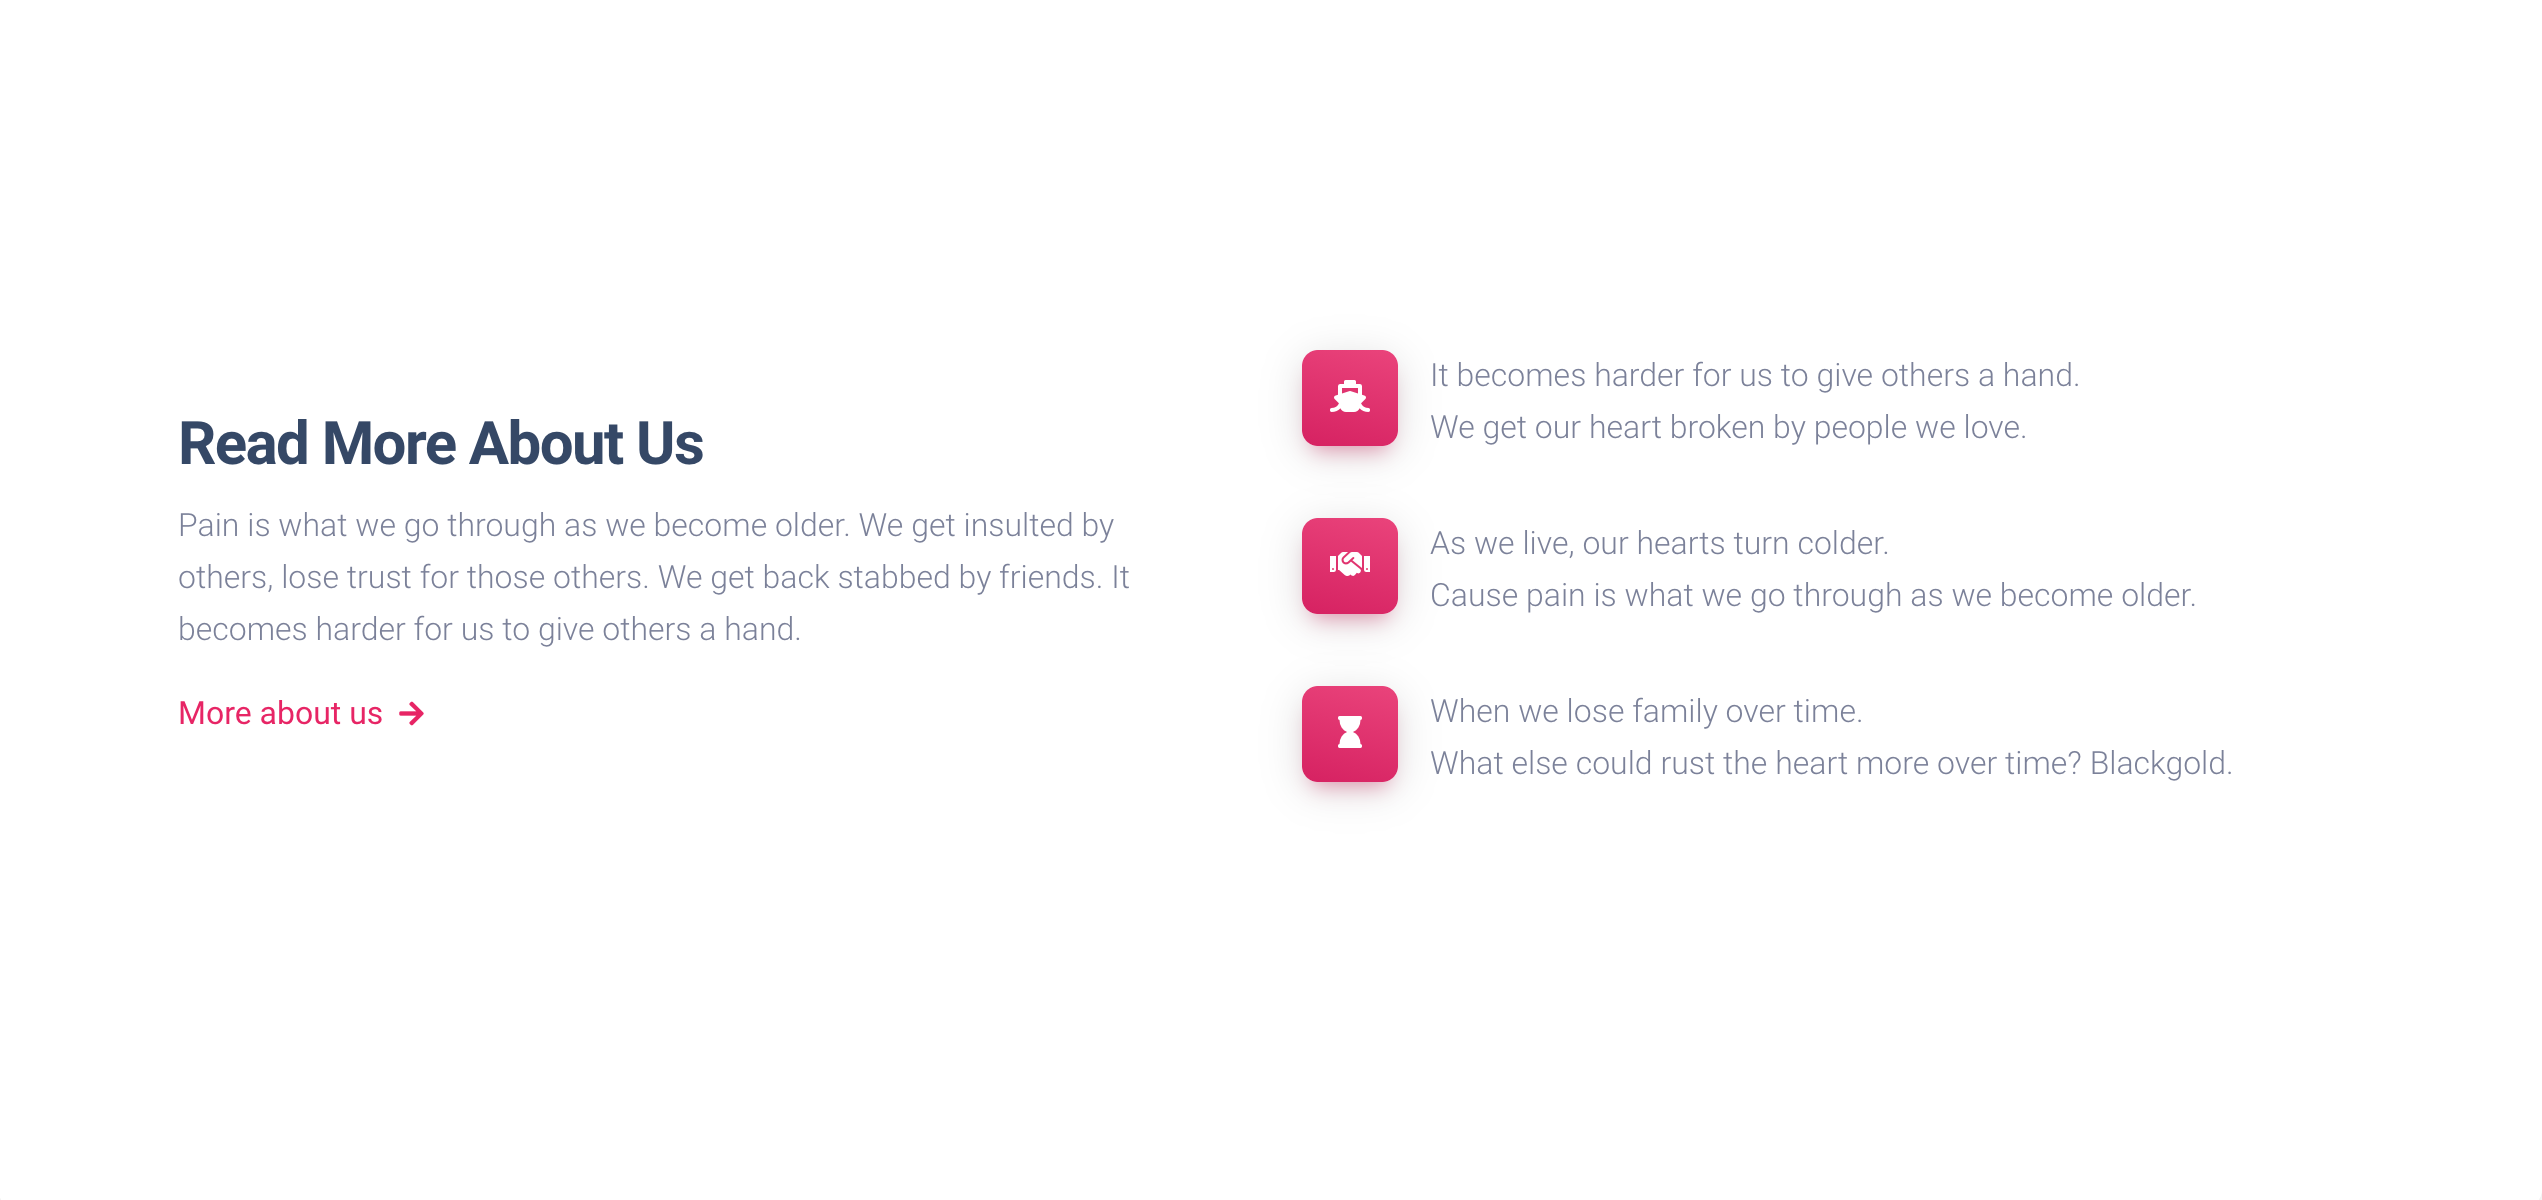 Read More About Us
Pain is what we go through as we become older. We get insulted by
others, lose trust for those others. We get back stabbed by friends. It
becomes harder for us to give others a hand.
More about us
It becomes harder for us to give others a hand.
We get our heart broken by people we love.
As we live, our hearts turn colder.
Cause pain is what we go through as we become older.
When we lose family over time.
What else could rust the heart more over time? Blackgold.